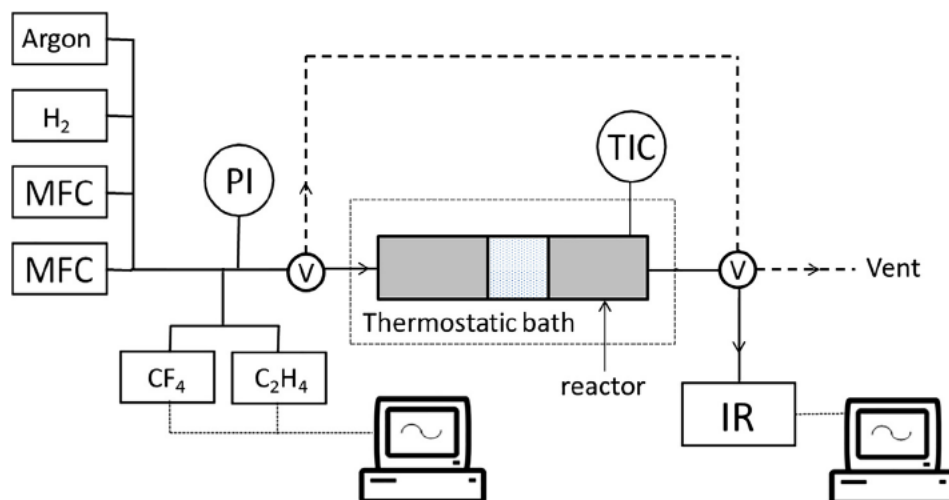 Argon
H₂
MFC
MFC
PI
V
TIC
V
Vent
Thermostatic bath
reactor
CF₄
C₂H₄
IR